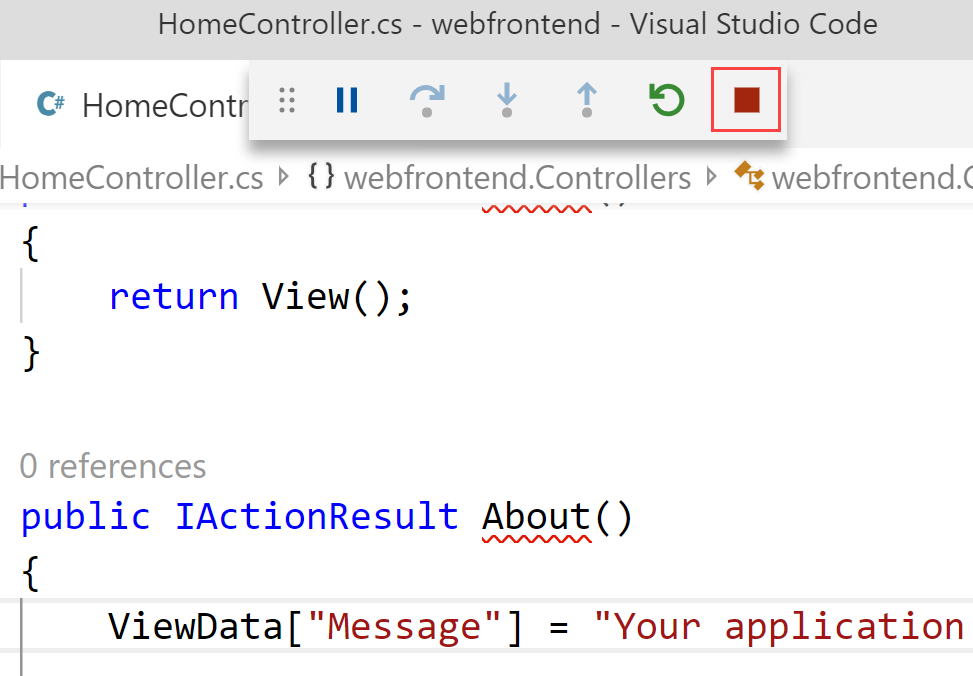 HomeController.cs - webfrontend - Visual Studio Code
C# HomeContr
HomeController.cs {} webfrontend.Controllers webfrontend.C
{
return View();
}
0 references
public IActionResult About()
{
ViewData["Message"] = "Your application